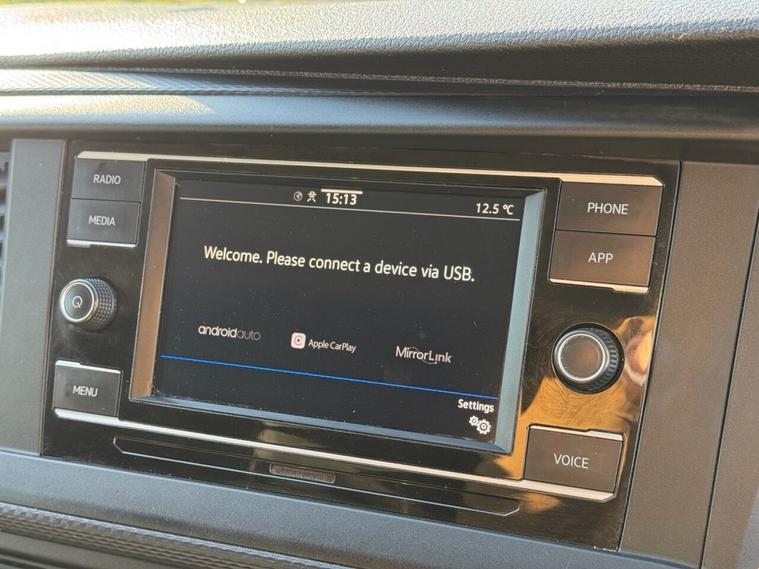 RADIO
MEDIA
MENU
15:13
12.5 °C
Welcome. Please connect a device via USB.
androidauto
Apple CarPlay
MirrorLink
Settings
PHONE
APP
VOICE